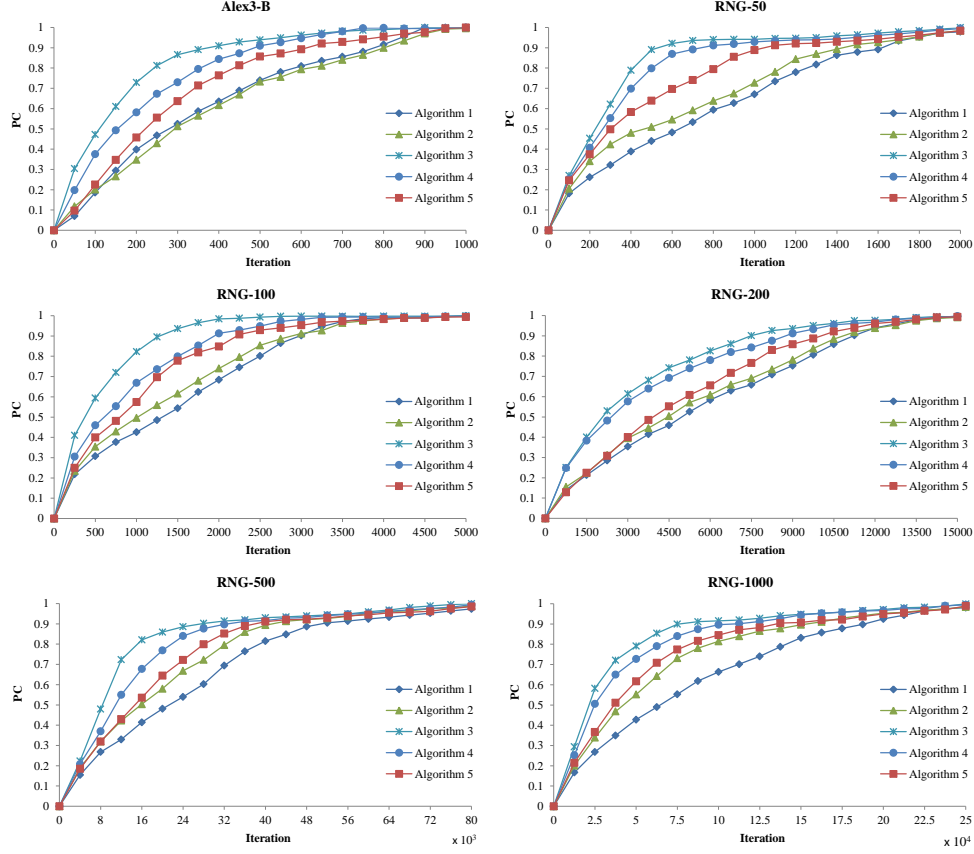 Alex3-B
PC
1
0.9
0.8
0.7
0.6
0.5
0.4
0.3
0.2
0.1
0
0 100 200 300 400 500 600 700 800 900 1000
Iteration
Algorithm 1
Algorithm 2
Algorithm 3
Algorithm 4
Algorithm 5
RNG-50
PC
1
0.9
0.8
0.7
0.6
0.5
0.4
0.3
0.2
0.1
0
0 200 400 600 800 1000 1200 1400 1600 1800 2000
Iteration
Algorithm 1
Algorithm 2
Algorithm 3
Algorithm 4
Algorithm 5
RNG-100
PC
1
0.9
0.8
0.7
0.6
0.5
0.4
0.3
0.2
0.1
0
0 500 1000 1500 2000 2500 3000 3500 4000 4500 5000
Iteration
Algorithm 1
Algorithm 2
Algorithm 3
Algorithm 4
Algorithm 5
RNG-200
PC
1
0.9
0.8
0.7
0.6
0.5
0.4
0.3
0.2
0.1
0
0 1500 3000 4500 6000 7500 9000 10500 12000 13500 15000
Iteration
Algorithm 1
Algorithm 2
Algorithm 3
Algorithm 4
Algorithm 5
RNG-500
PC
1
0.9
0.8
0.7
0.6
0.5
0.4
0.3
0.2
0.1
0
0 8 16 24 32 40 48 56 64 72 80
Iteration
x 10³
Algorithm 1
Algorithm 2
Algorithm 3
Algorithm 4
Algorithm 5
RNG-1000
PC
1
0.9
0.8
0.7
0.6
0.5
0.4
0.3
0.2
0.1
0
0 2.5 5 7.5 10 12.5 15 17.5 20 22.5 25
Iteration
x 10⁴
Algorithm 1
Algorithm 2
Algorithm 3
Algorithm 4
Algorithm 5